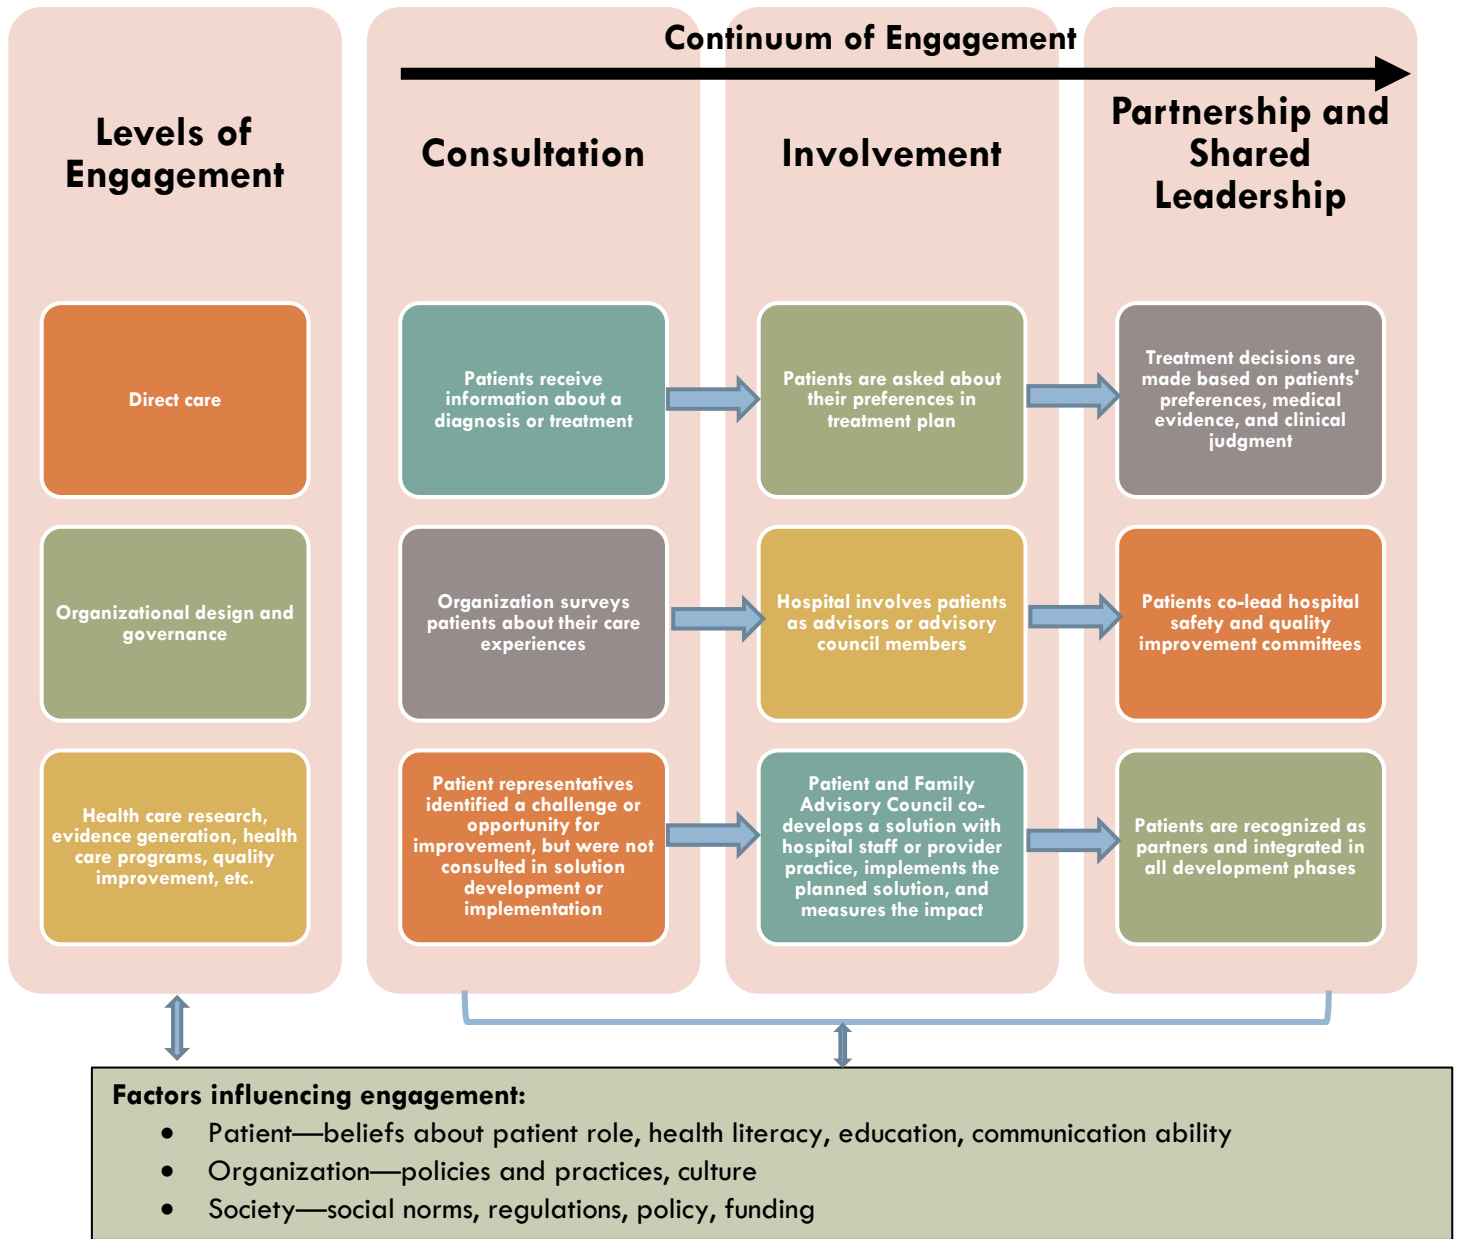 Continuum of Engagement
Levels of
Engagement
Consultation
Involvement
Partnership and
Shared
Leadership
Direct care
Patients receive
information about a
diagnosis or treatment
Patients are asked about
their preferences in
treatment plan
Treatment decisions are
made based on patients'
preferences, medical
evidence, and clinical
judgment
Organizational design and
governance
Organization surveys
patients about their care
experiences
Hospital involves patients
as advisors or advisory
council members
Patients co-lead hospital
safety and quality
improvement committees
Health care research,
evidence generation, health
care programs, quality
improvement, etc.
Patient representatives
identified a challenge or
opportunity for
improvement, but were not
consulted in solution
development or
implementation
Patient and Family
Advisory Council co-
develops a solution with
hospital staff or provider
practice, implements the
planned solution, and
measures the impact
Patients are recognized as
partners and integrated in
all development phases
Factors influencing engagement:
• Patient—beliefs about patient role, health literacy, education, communication ability
• Organization—policies and practices, culture
• Society—social norms, regulations, policy, funding